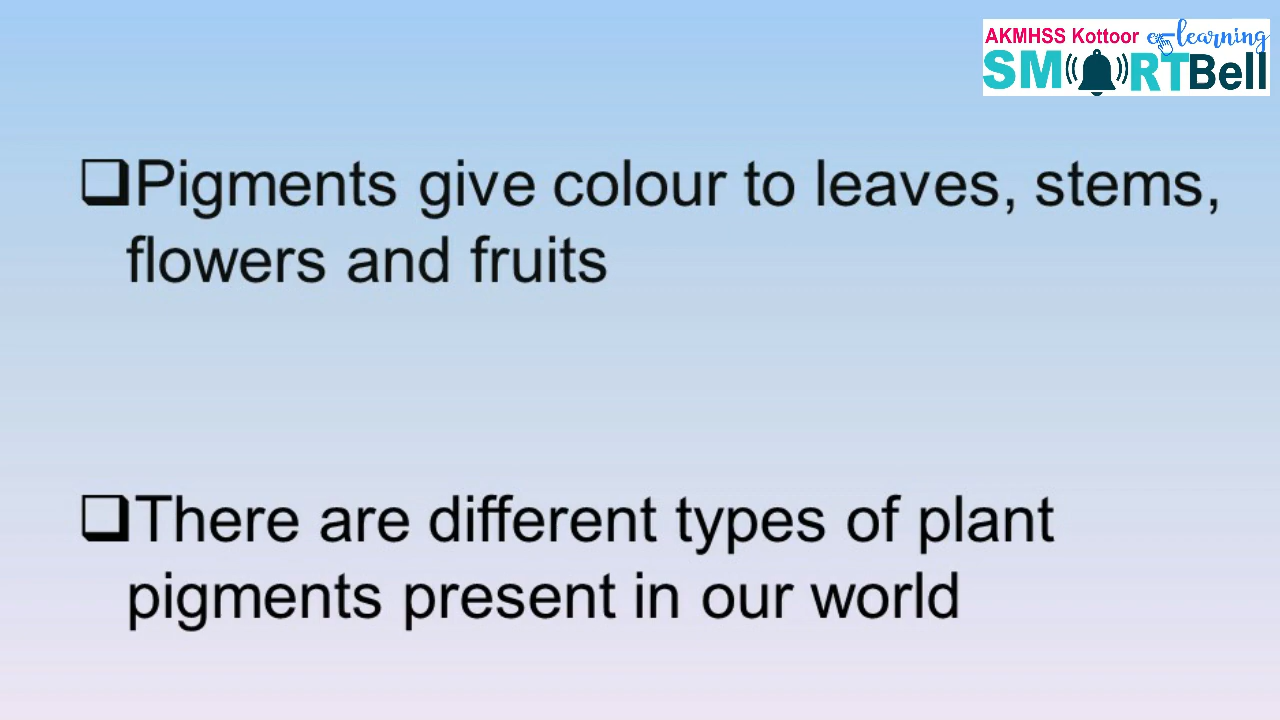 AKMHSS Kottoor e-learning
SMARTBell
❑Pigments give colour to leaves, stems,
flowers and fruits
❑There are different types of plant
pigments present in our world